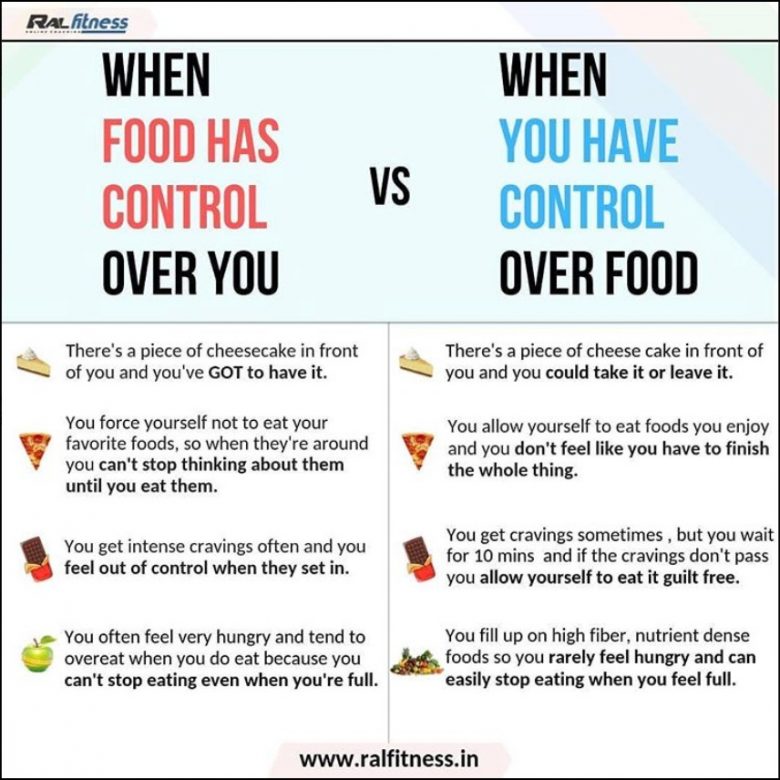 RALfitness
ONLINE COACHING
WHEN
FOOD HAS
CONTROL
OVER YOU
VS
WHEN
YOU HAVE
CONTROL
OVER FOOD
There's a piece of cheesecake in front
of you and you've GOT to have it.
You force yourself not to eat your
favorite foods, so when they're around
you can't stop thinking about them
until you eat them.
You get intense cravings often and you
feel out of control when they set in.
You often feel very hungry and tend to
overeat when you do eat because you
can't stop eating even when you're full.
There's a piece of cheese cake in front of
you and you could take it or leave it.
You allow yourself to eat foods you enjoy
and you don't feel like you have to finish
the whole thing.
You get cravings sometimes , but you wait
for 10 mins and if the cravings don't pass
you allow yourself to eat it guilt free.
You fill up on high fiber, nutrient dense
foods so you rarely feel hungry and can
easily stop eating when you feel full.
www.ralfitness.in